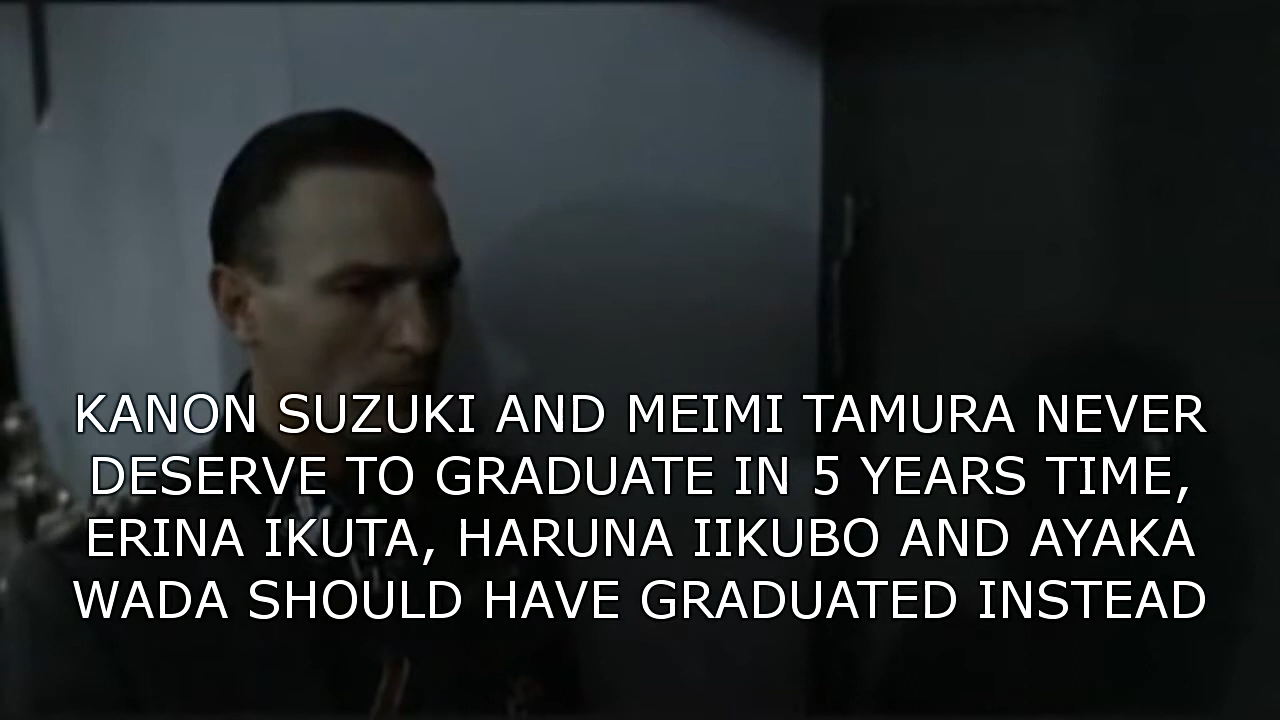 KANON SUZUKI AND MEIMI TAMURA NEVER
DESERVE TO GRADUATE IN 5 YEARS TIME,
ERINA IKUTA, HARUNA IIKUBO AND AYAKA
WADA SHOULD HAVE GRADUATED INSTEAD